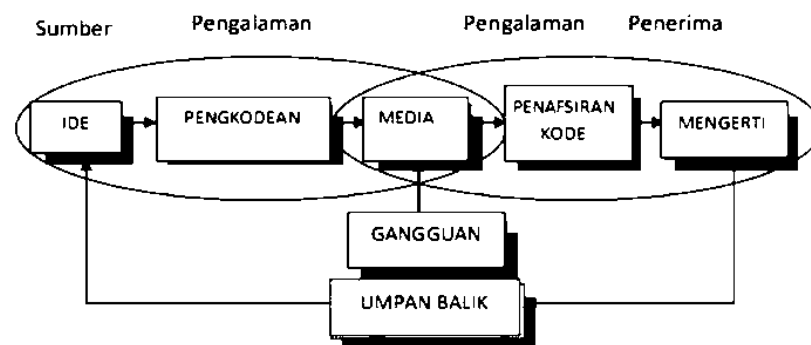 Sumber Pengalaman Pengalaman Penerima
IDE PENGKODEAN MEDIA PENAFSIRAN KODE MENGERTI
GANGGUAN
UMPAN BALIK